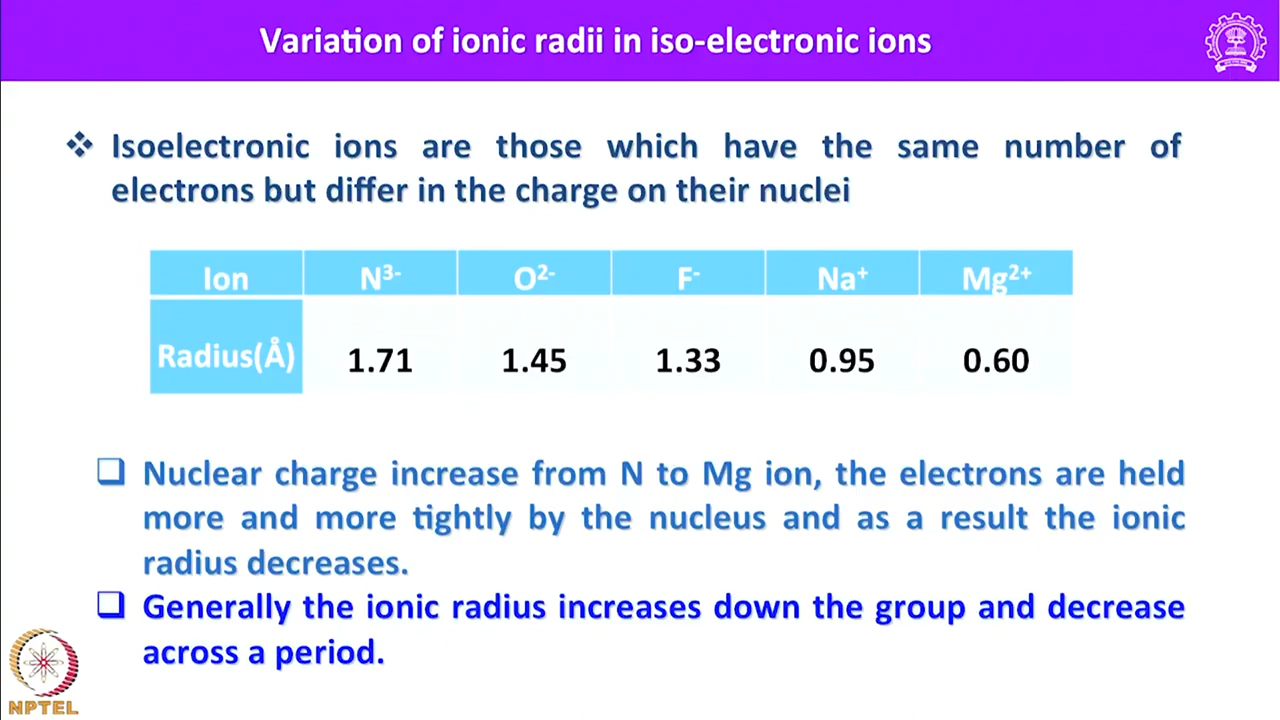 Variation of ionic radii in iso-electronic ions
❖ Isoelectronic ions are those which have the same number of
electrons but differ in the charge on their nuclei
Ion N³⁻ O²⁻ F⁻ Na⁺ Mg²⁺
Radius(Å) 1.71 1.45 1.33 0.95 0.60
❑ Nuclear charge increase from N to Mg ion, the electrons are held
more and more tightly by the nucleus and as a result the ionic
radius decreases.
❑ Generally the ionic radius increases down the group and decrease
across a period.
NPTEL